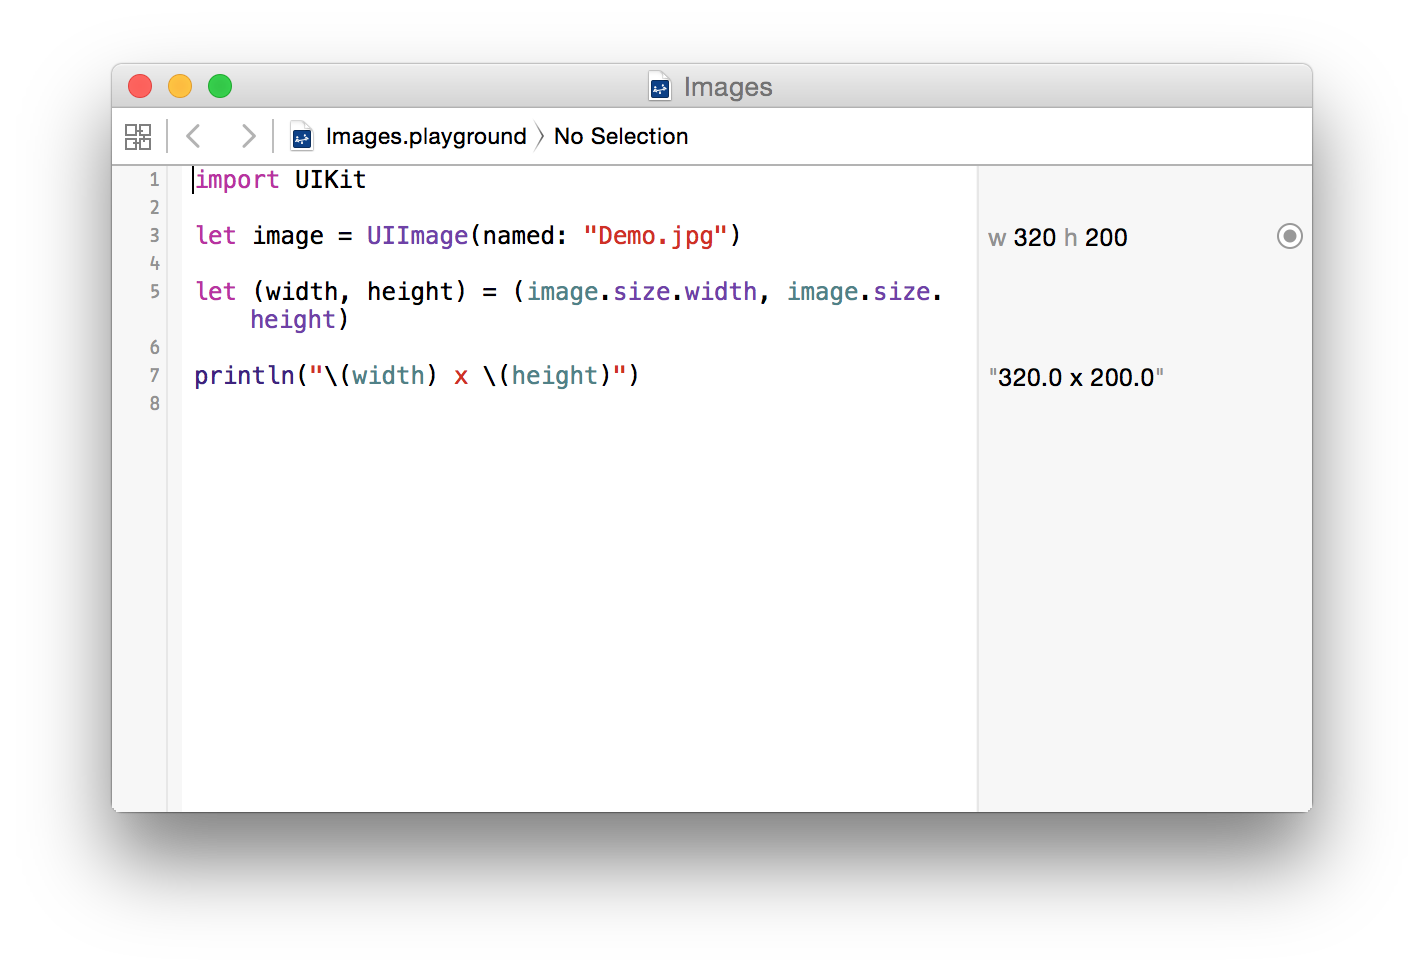 Images
Images.playground 〉 No Selection
1 import UIKit
2
3 let image = UIImage(named: "Demo.jpg") w 320 h 200
4
5 let (width, height) = (image.size.width, image.size.
height)
6
7 println("\(width) x \(height)") "320.0 x 200.0"
8